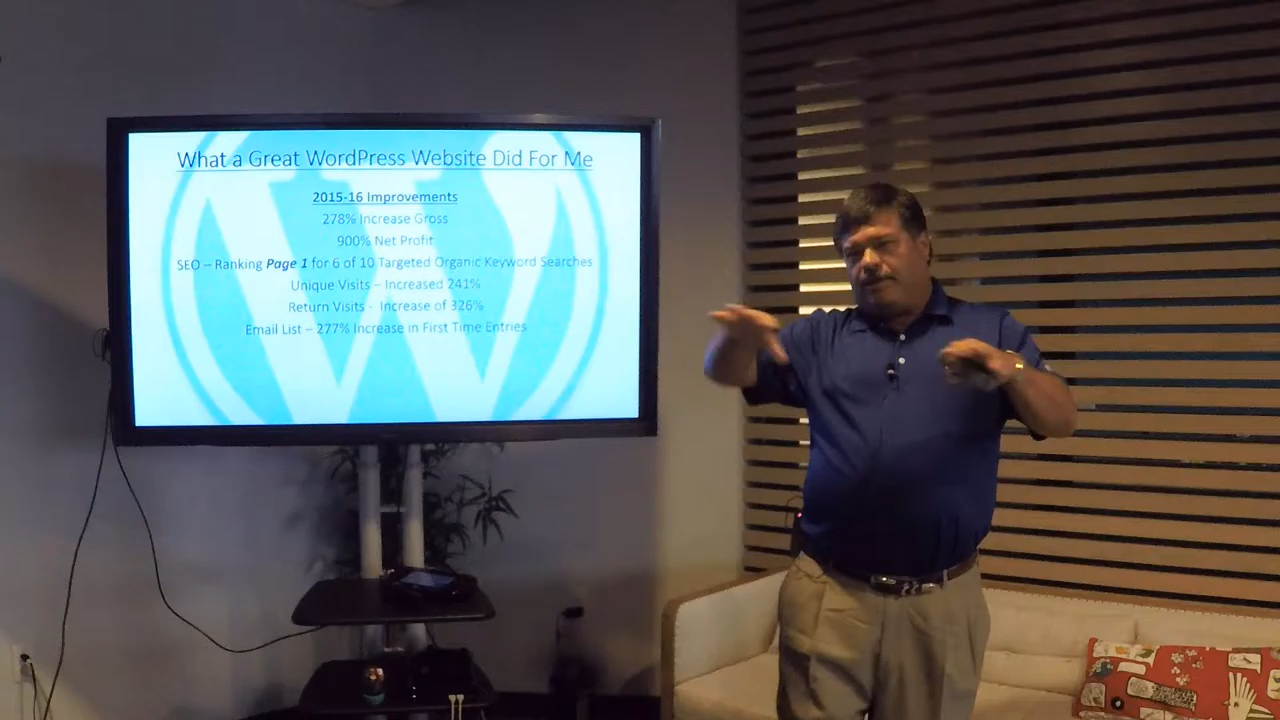 What a Great WordPress Website Did For Me
2015-16 Improvements
278% Increase Gross
900% Net Profit
SEO – Ranking Page 1 for 6 of 10 Targeted Organic Keyword Searches
Unique Visits – Increased 241%
Return Visits - Increase of 326%
Email List – 277% Increase in First Time Entries